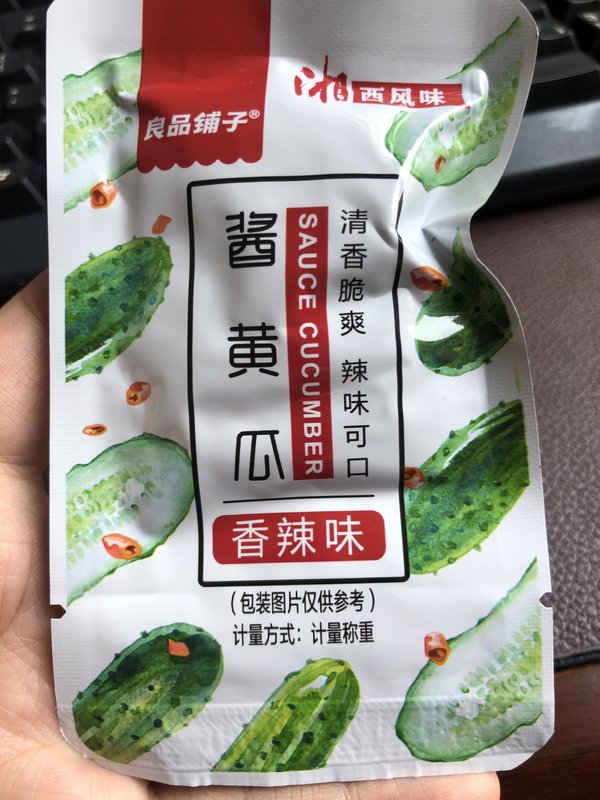 良品铺子®
湘西风味
酱黄瓜
SAUCE CUCUMBER
清香脆爽 辣味可口
香辣味
(包装图片仅供参考)
计量方式：计量称重